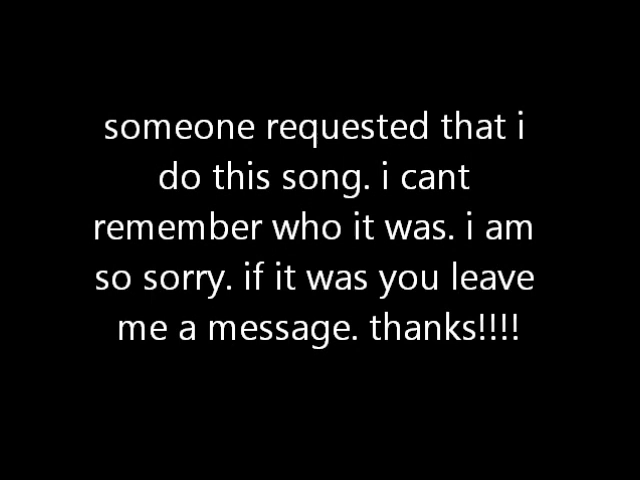 someone requested that i
do this song. i cant
remember who it was. i am
so sorry. if it was you leave
me a message. thanks!!!!